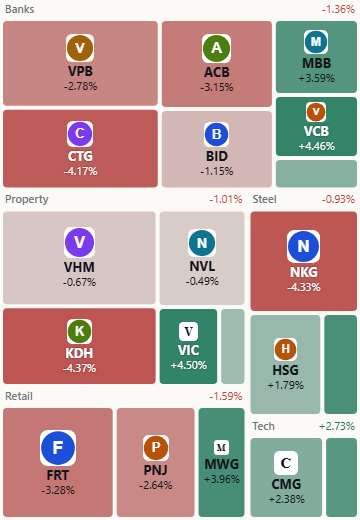 Banks -1.36%
V
VPB
-2.78%
A
ACB
-3.15%
M
MBB
+3.59%
C
CTG
-4.17%
B
BID
-1.15%
V
VCB
+4.46%
Property -1.01%
V
VHM
-0.67%
N
NVL
-0.49%
K
KDH
-4.37%
V
VIC
+4.50%
Steel -0.93%
N
NKG
-4.33%
H
HSG
+1.79%
Retail -1.59%
F
FRT
-3.28%
P
PNJ
-2.64%
M
MWG
+3.96%
Tech +2.73%
C
CMG
+2.38%